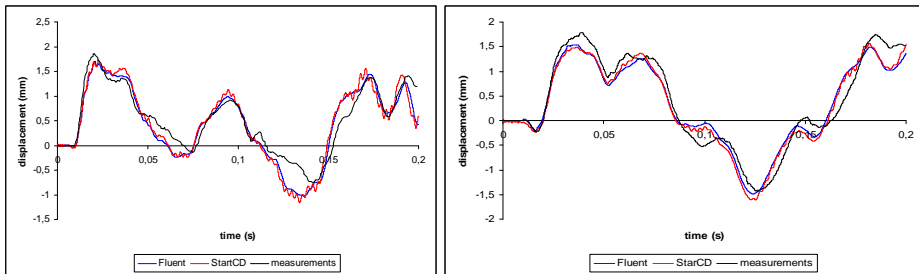 2,5
2
1,5
1
0,5
0
-0,5
-1
-1,5
displacement (mm)
0 0,05 0,1 0,15 0,2
time (s)
Fluent StartCD measurements
2
1,5
1
0,5
0
-0,5
-1
-1,5
-2
displacement (mm)
0 0,05 0,1 0,15 0,2
time (s)
Fluent StarCD measurements